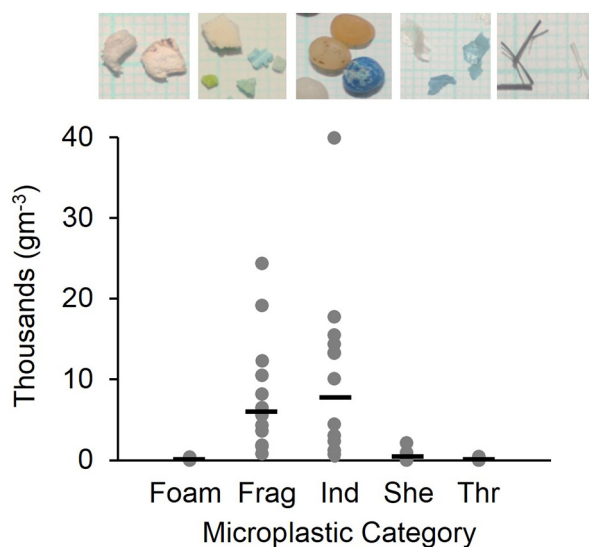 40
30
20
10
0
Thousands (gm⁻³)
Foam Frag Ind She Thr
Microplastic Category